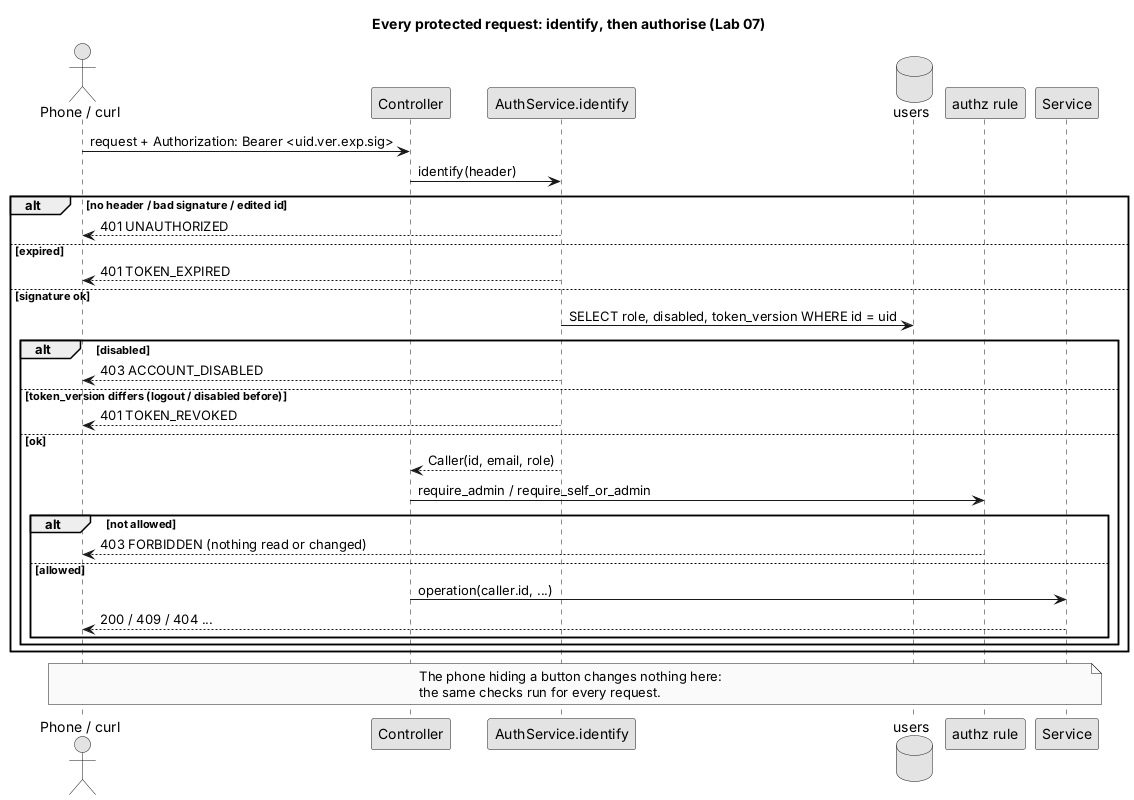 Every protected request: identify, then authorise (Lab 07)
Phone / curl
Controller
AuthService.identify
users
authz rule
Service
request + Authorization: Bearer <uid.ver.exp.sig>
identify(header)
alt [no header / bad signature / edited id]
401 UNAUTHORIZED
[expired]
401 TOKEN_EXPIRED
[signature ok]
SELECT role, disabled, token_version WHERE id = uid
alt [disabled]
403 ACCOUNT_DISABLED
[token_version differs (logout / disabled before)]
401 TOKEN_REVOKED
[ok]
Caller(id, email, role)
require_admin / require_self_or_admin
alt [not allowed]
403 FORBIDDEN (nothing read or changed)
[allowed]
operation(caller.id, ...)
200 / 409 / 404 ...
The phone hiding a button changes nothing here:
the same checks run for every request.
Phone / curl
Controller
AuthService.identify
users
authz rule
Service